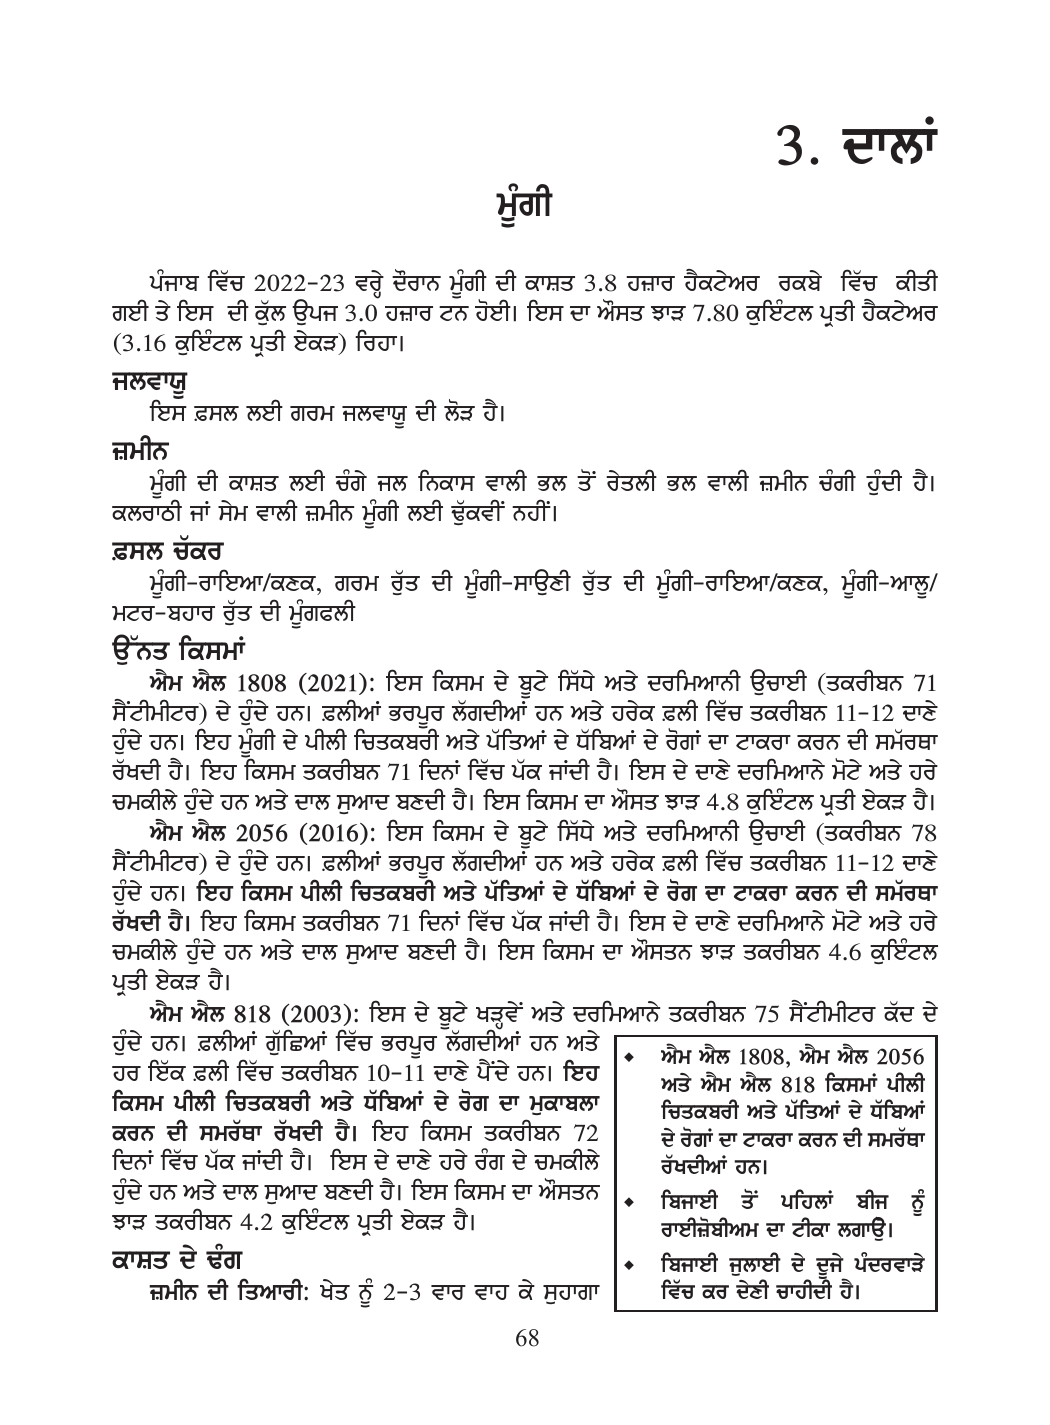 3. ਦਾਲਾਂ
ਮੂੰਗੀ
ਪੰਜਾਬ ਵਿੱਚ 2022-23 ਵਰ੍ਹੇ ਦੌਰਾਨ ਮੂੰਗੀ ਦੀ ਕਾਸ਼ਤ 3.8 ਹਜ਼ਾਰ ਹੈਕਟੇਅਰ ਰਕਬੇ ਵਿੱਚ ਕੀਤੀ
ਗਈ ਤੇ ਇਸ ਦੀ ਕੁੱਲ ਉਪਜ 3.0 ਹਜ਼ਾਰ ਟਨ ਹੋਈ। ਇਸ ਦਾ ਔਸਤ ਝਾੜ 7.80 ਕੁਇੰਟਲ ਪ੍ਰਤੀ ਹੈਕਟੇਅਰ
(3.16 ਕੁਇੰਟਲ ਪ੍ਰਤੀ ਏਕੜ) ਰਿਹਾ।
ਜਲਵਾਯੂ
ਇਸ ਫ਼ਸਲ ਲਈ ਗਰਮ ਜਲਵਾਯੂ ਦੀ ਲੋੜ ਹੈ।
ਜ਼ਮੀਨ
ਮੂੰਗੀ ਦੀ ਕਾਸ਼ਤ ਲਈ ਚੰਗੇ ਜਲ ਨਿਕਾਸ ਵਾਲੀ ਭਲ ਤੋਂ ਰੇਤਲੀ ਭਲ ਵਾਲੀ ਜ਼ਮੀਨ ਚੰਗੀ ਹੁੰਦੀ ਹੈ।
ਕਲਰਾਠੀ ਜਾਂ ਸੇਮ ਵਾਲੀ ਜ਼ਮੀਨ ਮੂੰਗੀ ਲਈ ਢੁੱਕਵੀਂ ਨਹੀਂ।
ਫ਼ਸਲ ਚੱਕਰ
ਮੂੰਗੀ-ਰਾਇਆ/ਕਣਕ, ਗਰਮ ਰੁੱਤ ਦੀ ਮੂੰਗੀ-ਸਾਉਣੀ ਰੁੱਤ ਦੀ ਮੂੰਗੀ-ਰਾਇਆ/ਕਣਕ, ਮੂੰਗੀ-ਆਲੂ/
ਮਟਰ-ਬਹਾਰ ਰੁੱਤ ਦੀ ਮੂੰਗਫਲੀ
ਉੱਨਤ ਕਿਸਮਾਂ
ਐਮ ਐਲ 1808 (2021): ਇਸ ਕਿਸਮ ਦੇ ਬੂਟੇ ਸਿੱਧੇ ਅਤੇ ਦਰਮਿਆਨੀ ਉਚਾਈ (ਤਕਰੀਬਨ 71
ਸੈਂਟੀਮੀਟਰ) ਦੇ ਹੁੰਦੇ ਹਨ। ਫ਼ਲੀਆਂ ਭਰਪੂਰ ਲੱਗਦੀਆਂ ਹਨ ਅਤੇ ਹਰੇਕ ਫ਼ਲੀ ਵਿੱਚ ਤਕਰੀਬਨ 11-12 ਦਾਣੇ
ਹੁੰਦੇ ਹਨ। ਇਹ ਮੂੰਗੀ ਦੇ ਪੀਲੀ ਚਿਤਕਬਰੀ ਅਤੇ ਪੱਤਿਆਂ ਦੇ ਧੱਬਿਆਂ ਦੇ ਰੋਗਾਂ ਦਾ ਟਾਕਰਾ ਕਰਨ ਦੀ ਸਮੱਰਥਾ
ਰੱਖਦੀ ਹੈ। ਇਹ ਕਿਸਮ ਤਕਰੀਬਨ 71 ਦਿਨਾਂ ਵਿੱਚ ਪੱਕ ਜਾਂਦੀ ਹੈ। ਇਸ ਦੇ ਦਾਣੇ ਦਰਮਿਆਨੇ ਮੋਟੇ ਅਤੇ ਹਰੇ
ਚਮਕੀਲੇ ਹੁੰਦੇ ਹਨ ਅਤੇ ਦਾਲ ਸੁਆਦ ਬਣਦੀ ਹੈ। ਇਸ ਕਿਸਮ ਦਾ ਔਸਤ ਝਾੜ 4.8 ਕੁਇੰਟਲ ਪ੍ਰਤੀ ਏਕੜ ਹੈ।
ਐਮ ਐਲ 2056 (2016): ਇਸ ਕਿਸਮ ਦੇ ਬੂਟੇ ਸਿੱਧੇ ਅਤੇ ਦਰਮਿਆਨੀ ਉਚਾਈ (ਤਕਰੀਬਨ 78
ਸੈਂਟੀਮੀਟਰ) ਦੇ ਹੁੰਦੇ ਹਨ। ਫ਼ਲੀਆਂ ਭਰਪੂਰ ਲੱਗਦੀਆਂ ਹਨ ਅਤੇ ਹਰੇਕ ਫ਼ਲੀ ਵਿੱਚ ਤਕਰੀਬਨ 11-12 ਦਾਣੇ
ਹੁੰਦੇ ਹਨ। ਇਹ ਕਿਸਮ ਪੀਲੀ ਚਿਤਕਬਰੀ ਅਤੇ ਪੱਤਿਆਂ ਦੇ ਧੱਬਿਆਂ ਦੇ ਰੋਗ ਦਾ ਟਾਕਰਾ ਕਰਨ ਦੀ ਸਮੱਰਥਾ
ਰੱਖਦੀ ਹੈ। ਇਹ ਕਿਸਮ ਤਕਰੀਬਨ 71 ਦਿਨਾਂ ਵਿੱਚ ਪੱਕ ਜਾਂਦੀ ਹੈ। ਇਸ ਦੇ ਦਾਣੇ ਦਰਮਿਆਨੇ ਮੋਟੇ ਅਤੇ ਹਰੇ
ਚਮਕੀਲੇ ਹੁੰਦੇ ਹਨ ਅਤੇ ਦਾਲ ਸੁਆਦ ਬਣਦੀ ਹੈ। ਇਸ ਕਿਸਮ ਦਾ ਔਸਤਨ ਝਾੜ ਤਕਰੀਬਨ 4.6 ਕੁਇੰਟਲ
ਪ੍ਰਤੀ ਏਕੜ ਹੈ।
ਐਮ ਐਲ 818 (2003): ਇਸ ਦੇ ਬੂਟੇ ਖੜ੍ਹਵੇਂ ਅਤੇ ਦਰਮਿਆਨੇ ਤਕਰੀਬਨ 75 ਸੈਂਟੀਮੀਟਰ ਕੱਦ ਦੇ
ਹੁੰਦੇ ਹਨ। ਫ਼ਲੀਆਂ ਗੁੱਛਿਆਂ ਵਿੱਚ ਭਰਪੂਰ ਲੱਗਦੀਆਂ ਹਨ ਅਤੇ
ਹਰ ਇੱਕ ਫ਼ਲੀ ਵਿੱਚ ਤਕਰੀਬਨ 10-11 ਦਾਣੇ ਪੈਂਦੇ ਹਨ। ਇਹ
ਕਿਸਮ ਪੀਲੀ ਚਿਤਕਬਰੀ ਅਤੇ ਧੱਬਿਆਂ ਦੇ ਰੋਗ ਦਾ ਮੁਕਾਬਲਾ
ਕਰਨ ਦੀ ਸਮਰੱਥਾ ਰੱਖਦੀ ਹੈ। ਇਹ ਕਿਸਮ ਤਕਰੀਬਨ 72
ਦਿਨਾਂ ਵਿੱਚ ਪੱਕ ਜਾਂਦੀ ਹੈ। ਇਸ ਦੇ ਦਾਣੇ ਹਰੇ ਰੰਗ ਦੇ ਚਮਕੀਲੇ
ਹੁੰਦੇ ਹਨ ਅਤੇ ਦਾਲ ਸੁਆਦ ਬਣਦੀ ਹੈ। ਇਸ ਕਿਸਮ ਦਾ ਔਸਤਨ
ਝਾੜ ਤਕਰੀਬਨ 4.2 ਕੁਇੰਟਲ ਪ੍ਰਤੀ ਏਕੜ ਹੈ।
ਕਾਸ਼ਤ ਦੇ ਢੰਗ
ਜ਼ਮੀਨ ਦੀ ਤਿਆਰੀ: ਖੇਤ ਨੂੰ 2-3 ਵਾਰ ਵਾਹ ਕੇ ਸੁਹਾਗਾ
◆ ਐਮ ਐਲ 1808, ਐਮ ਐਲ 2056
ਅਤੇ ਐਮ ਐਲ 818 ਕਿਸਮਾਂ ਪੀਲੀ
ਚਿਤਕਬਰੀ ਅਤੇ ਪੱਤਿਆਂ ਦੇ ਧੱਬਿਆਂ
ਦੇ ਰੋਗਾਂ ਦਾ ਟਾਕਰਾ ਕਰਨ ਦੀ ਸਮਰੱਥਾ
ਰੱਖਦੀਆਂ ਹਨ।
◆ ਬਿਜਾਈ ਤੋਂ ਪਹਿਲਾਂ ਬੀਜ ਨੂੰ
ਰਾਈਜ਼ੋਬੀਅਮ ਦਾ ਟੀਕਾ ਲਗਾਉ।
◆ ਬਿਜਾਈ ਜੁਲਾਈ ਦੇ ਦੂਜੇ ਪੰਦਰਵਾੜੇ
ਵਿੱਚ ਕਰ ਦੇਣੀ ਚਾਹੀਦੀ ਹੈ।
68